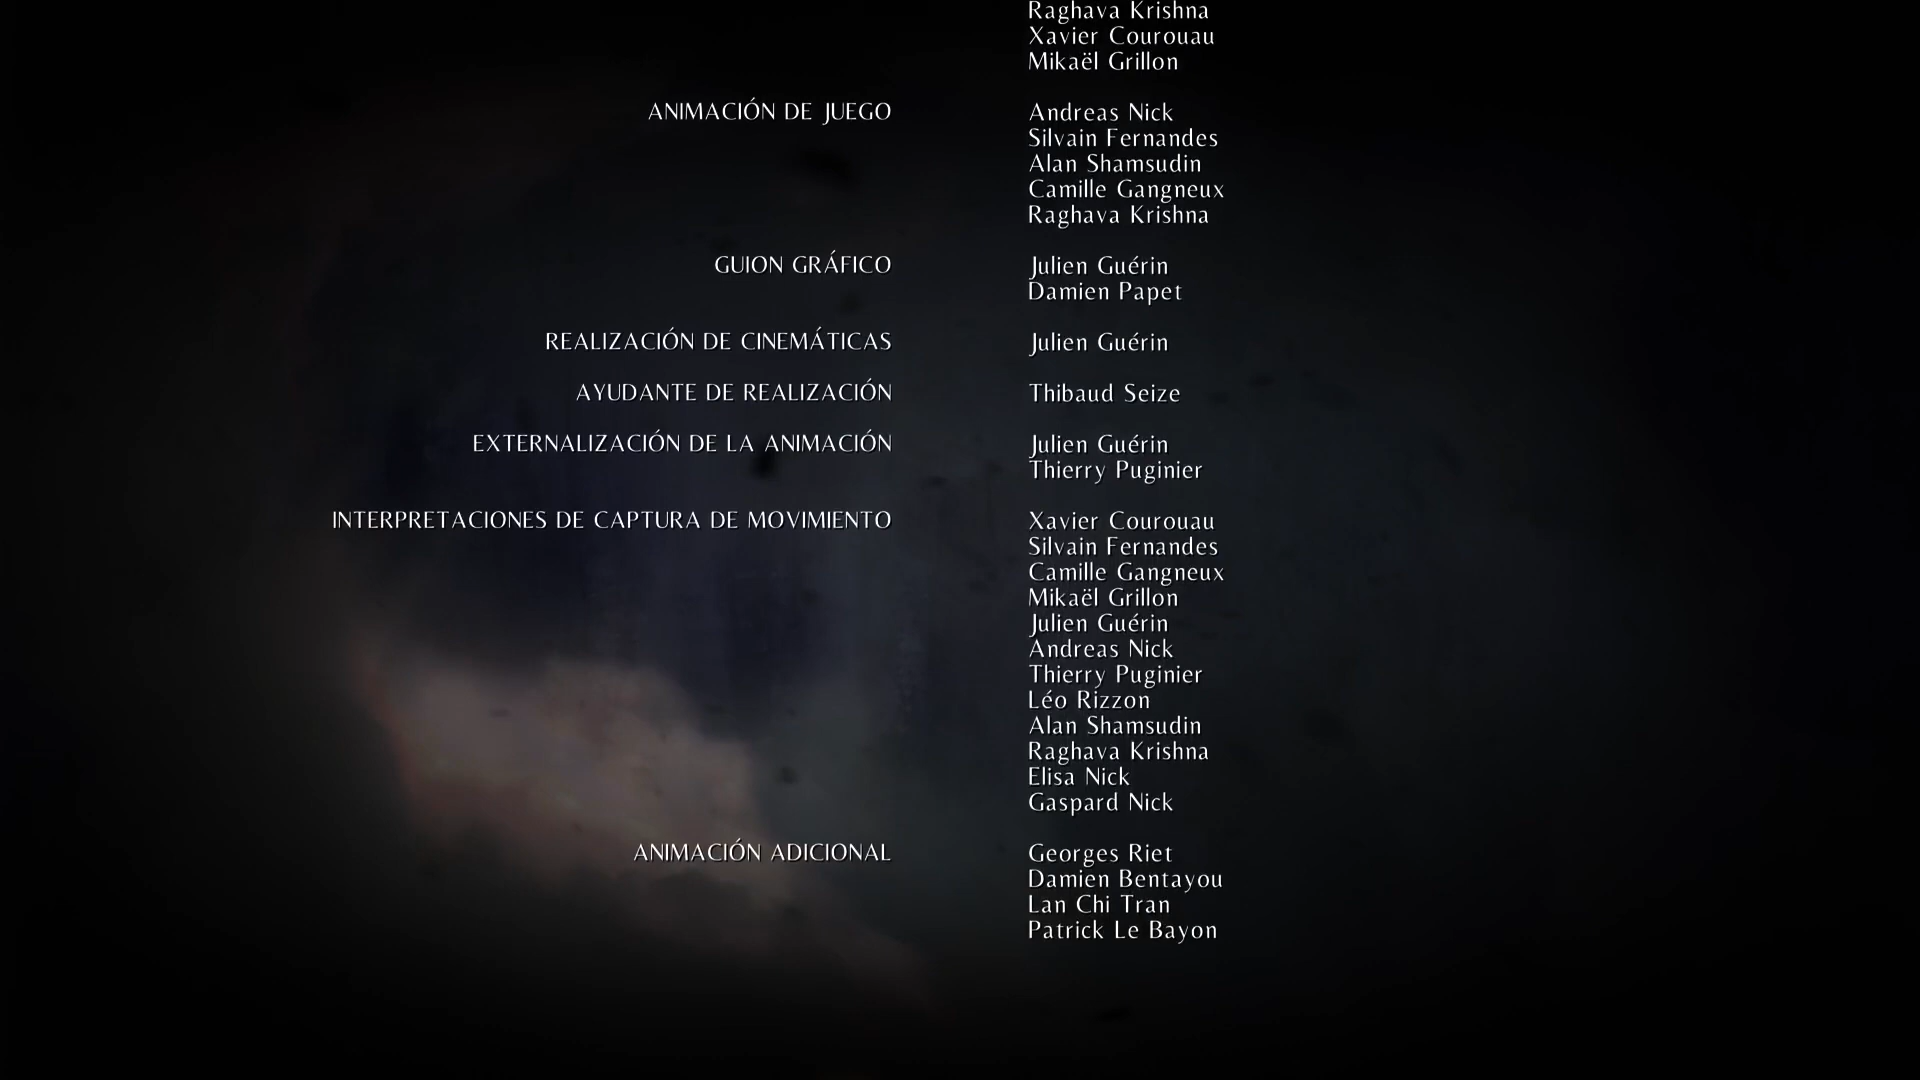 Raghava Krishna
Xavier Courouau
Mikaël Grillon
ANIMACIÓN DE JUEGO Andreas Nick
Silvain Fernandes
Alan Shamsudin
Camille Gangneux
Raghava Krishna
GUION GRÁFICO Julien Guérin
Damien Papet
REALIZACIÓN DE CINEMÁTICAS Julien Guérin
AYUDANTE DE REALIZACIÓN Thibaud Seize
EXTERNALIZACIÓN DE LA ANIMACIÓN Julien Guérin
Thierry Puginier
INTERPRETACIONES DE CAPTURA DE MOVIMIENTO Xavier Courouau
Silvain Fernandes
Camille Gangneux
Mikaël Grillon
Julien Guérin
Andreas Nick
Thierry Puginier
Léo Rizzon
Alan Shamsudin
Raghava Krishna
Elisa Nick
Gaspard Nick
ANIMACIÓN ADICIONAL Georges Riet
Damien Bentayou
Lan Chi Tran
Patrick Le Bayon